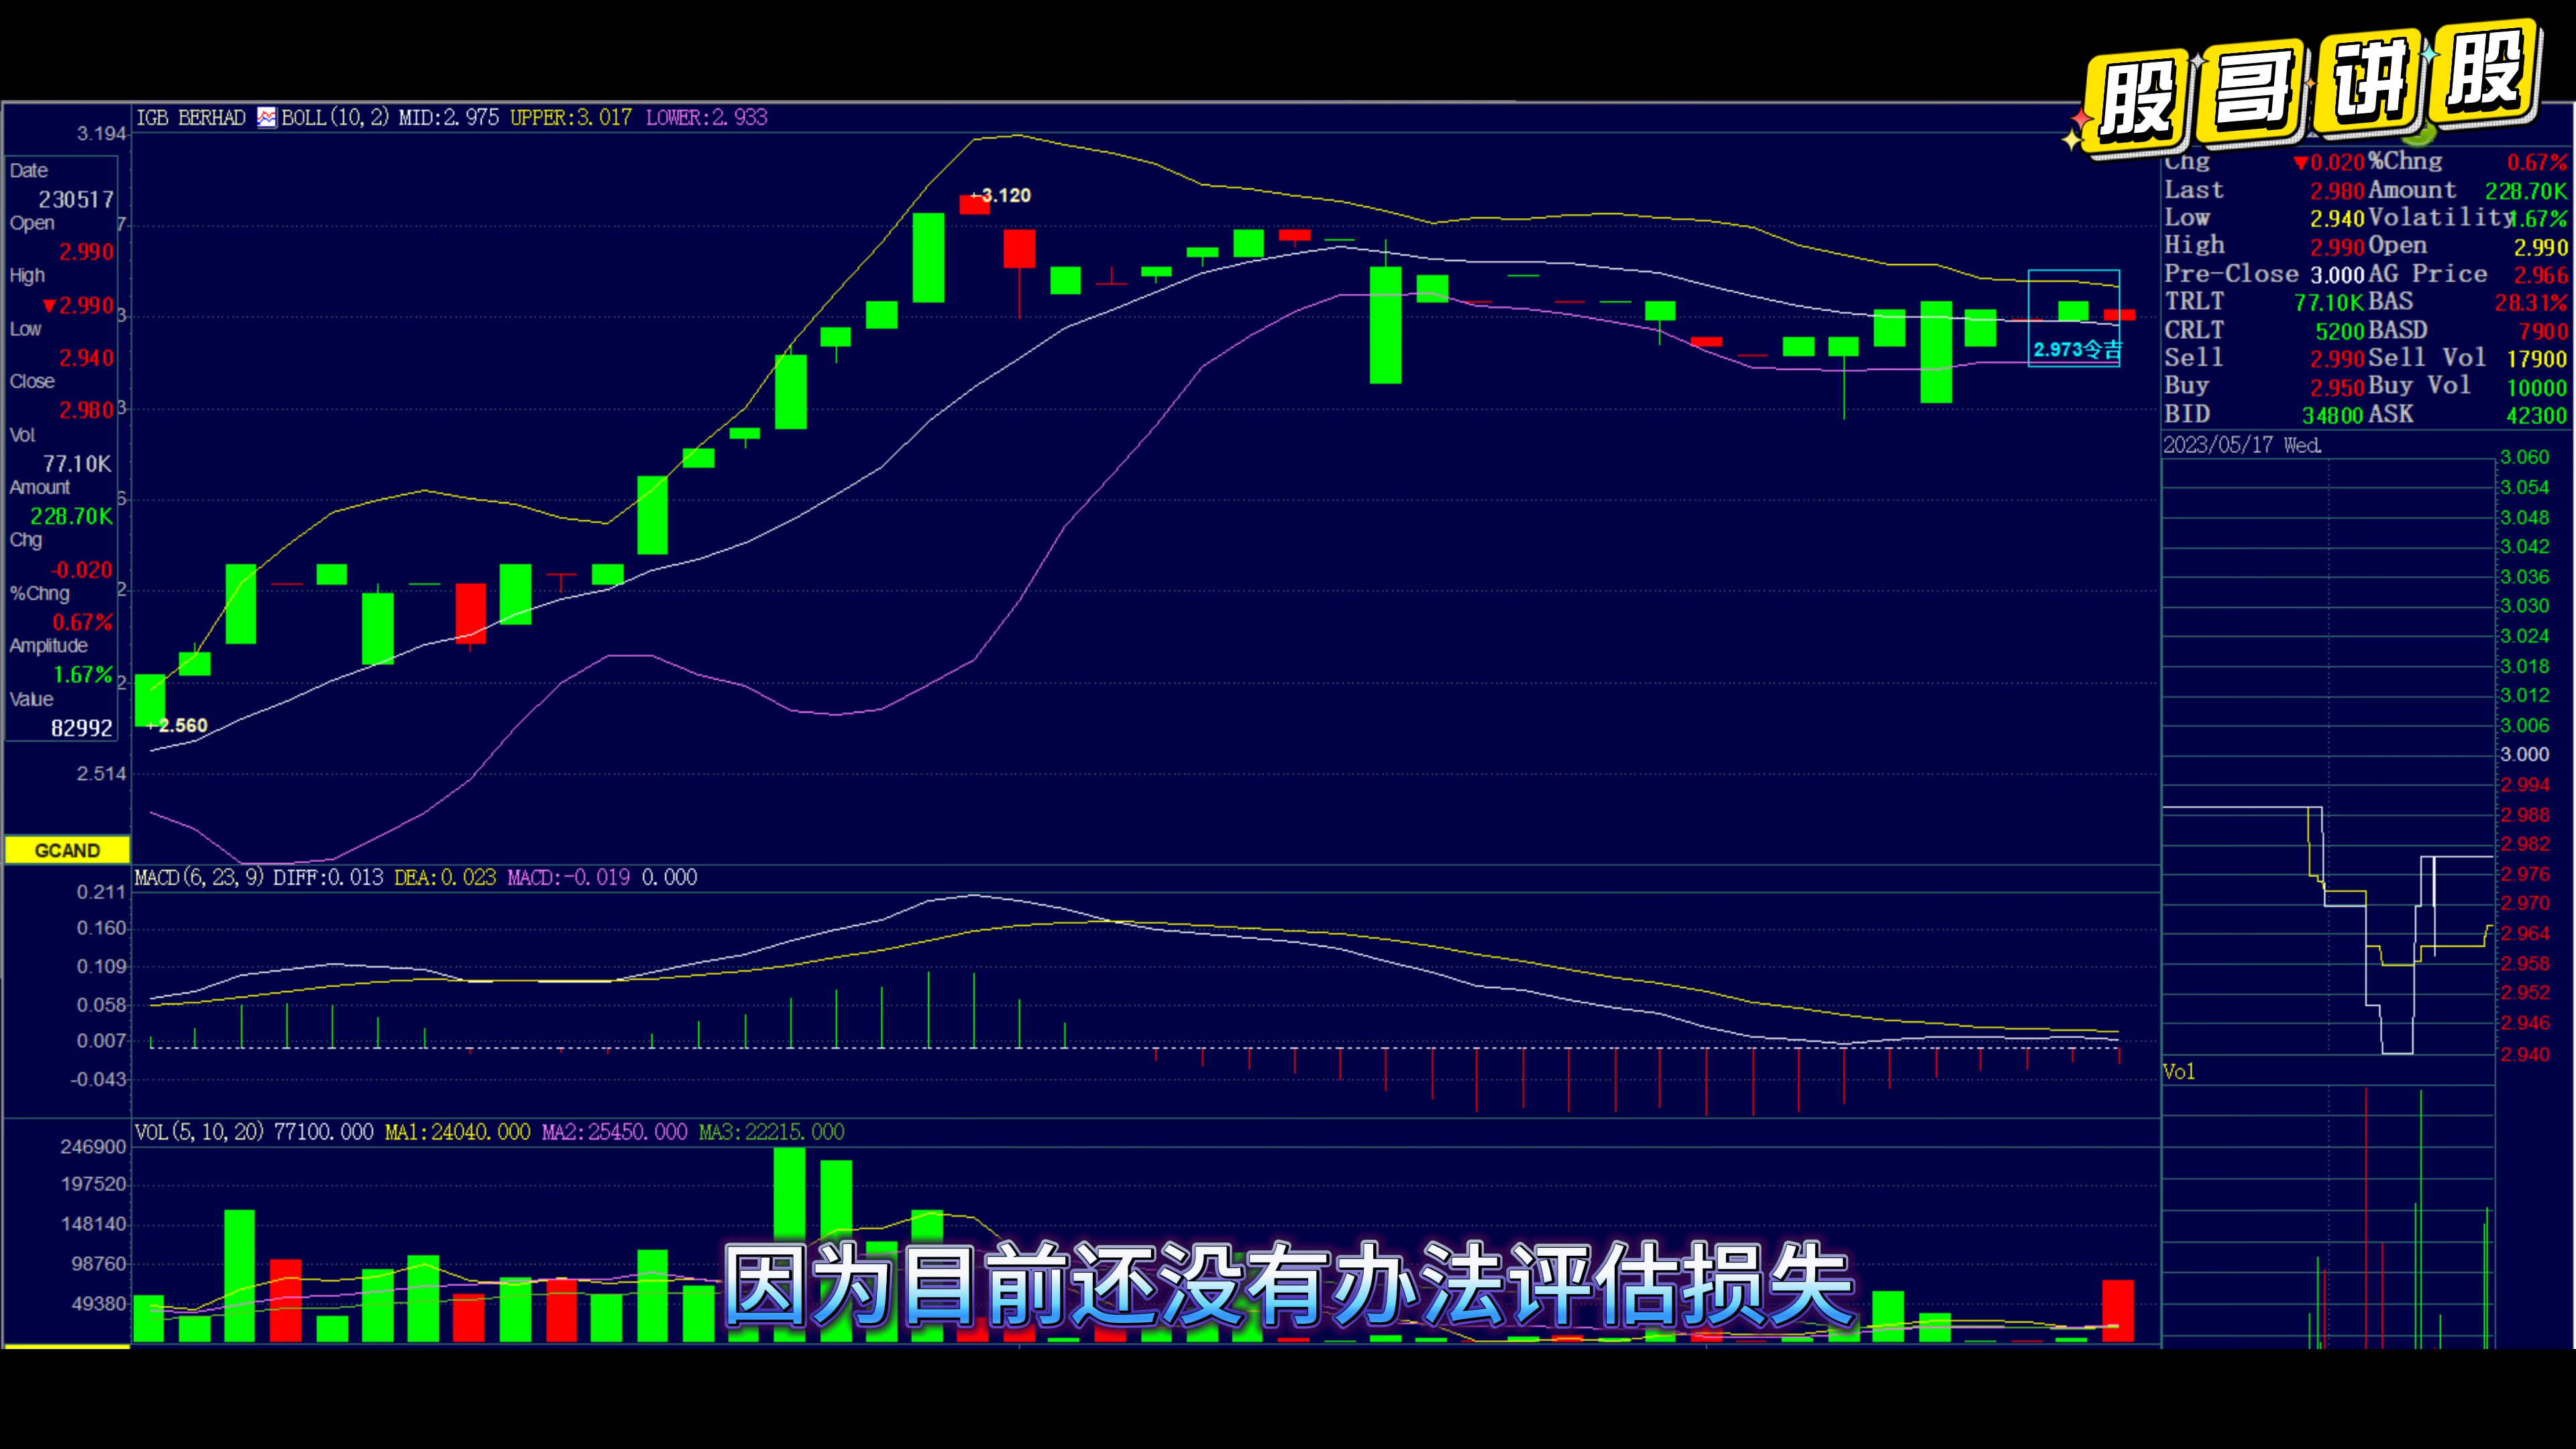 股哥讲股
IGB BERHAD BOLL(10,2) MID:2.975 UPPER:3.017 LOWER:2.933
3.194
Date
230517
Open
2.990
High
▼2.990
Low
2.940
Close
2.980
Vol
77.10K
Amount
228.70K
Chg
-0.020
%Chng
0.67%
Amplitude
1.67%
Value
82992
7
3
3
6
2
2
2.514
GCAND
+3.120
+2.560
2.973令吉
Chg ▼0.020 %Chng 0.67%
Last 2.980 Amount 228.70K
Low 2.940 Volatility 1.67%
High 2.990 Open 2.990
Pre-Close 3.000 AG Price 2.966
TRLT 77.10K BAS 28.31%
CRLT 5200 BASD 7900
Sell 2.990 Sell Vol 17900
Buy 2.950 Buy Vol 10000
BID 34800 ASK 42300
2023/05/17 Wed.
3.060
3.054
3.048
3.042
3.036
3.030
3.024
3.018
3.012
3.006
3.000
2.994
2.988
2.982
2.976
2.970
2.964
2.958
2.952
2.946
2.940
Vol
MACD(6,23,9) DIFF:0.013 DEA:0.023 MACD:-0.019 0.000
0.211
0.160
0.109
0.058
0.007
-0.043
VOL(5,10,20) 77100.000 MA1:24040.000 MA2:25450.000 MA3:22215.000
246900
197520
148140
98760
49380
因为目前还没有办法评估损失